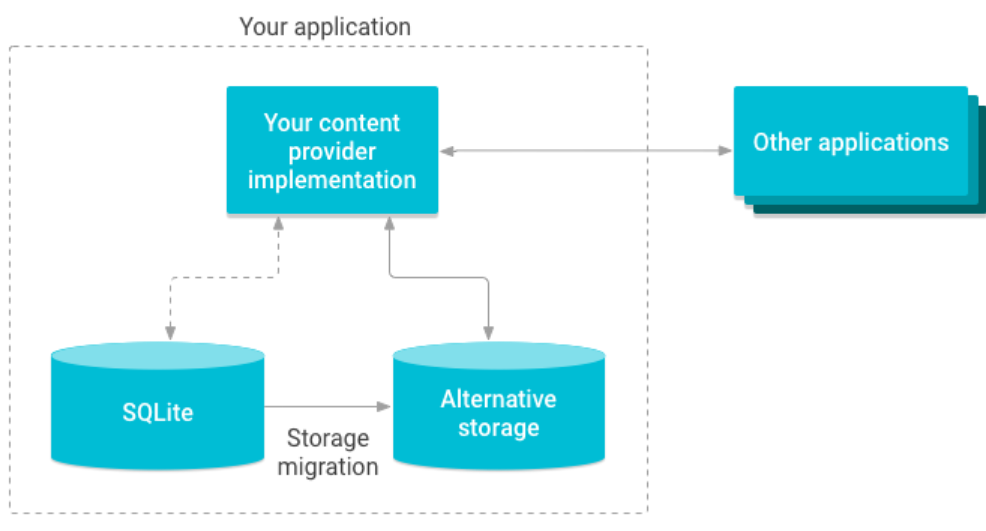 Your application
Your content
provider
implementation
Other applications
SQLite
Storage
migration
Alternative
storage